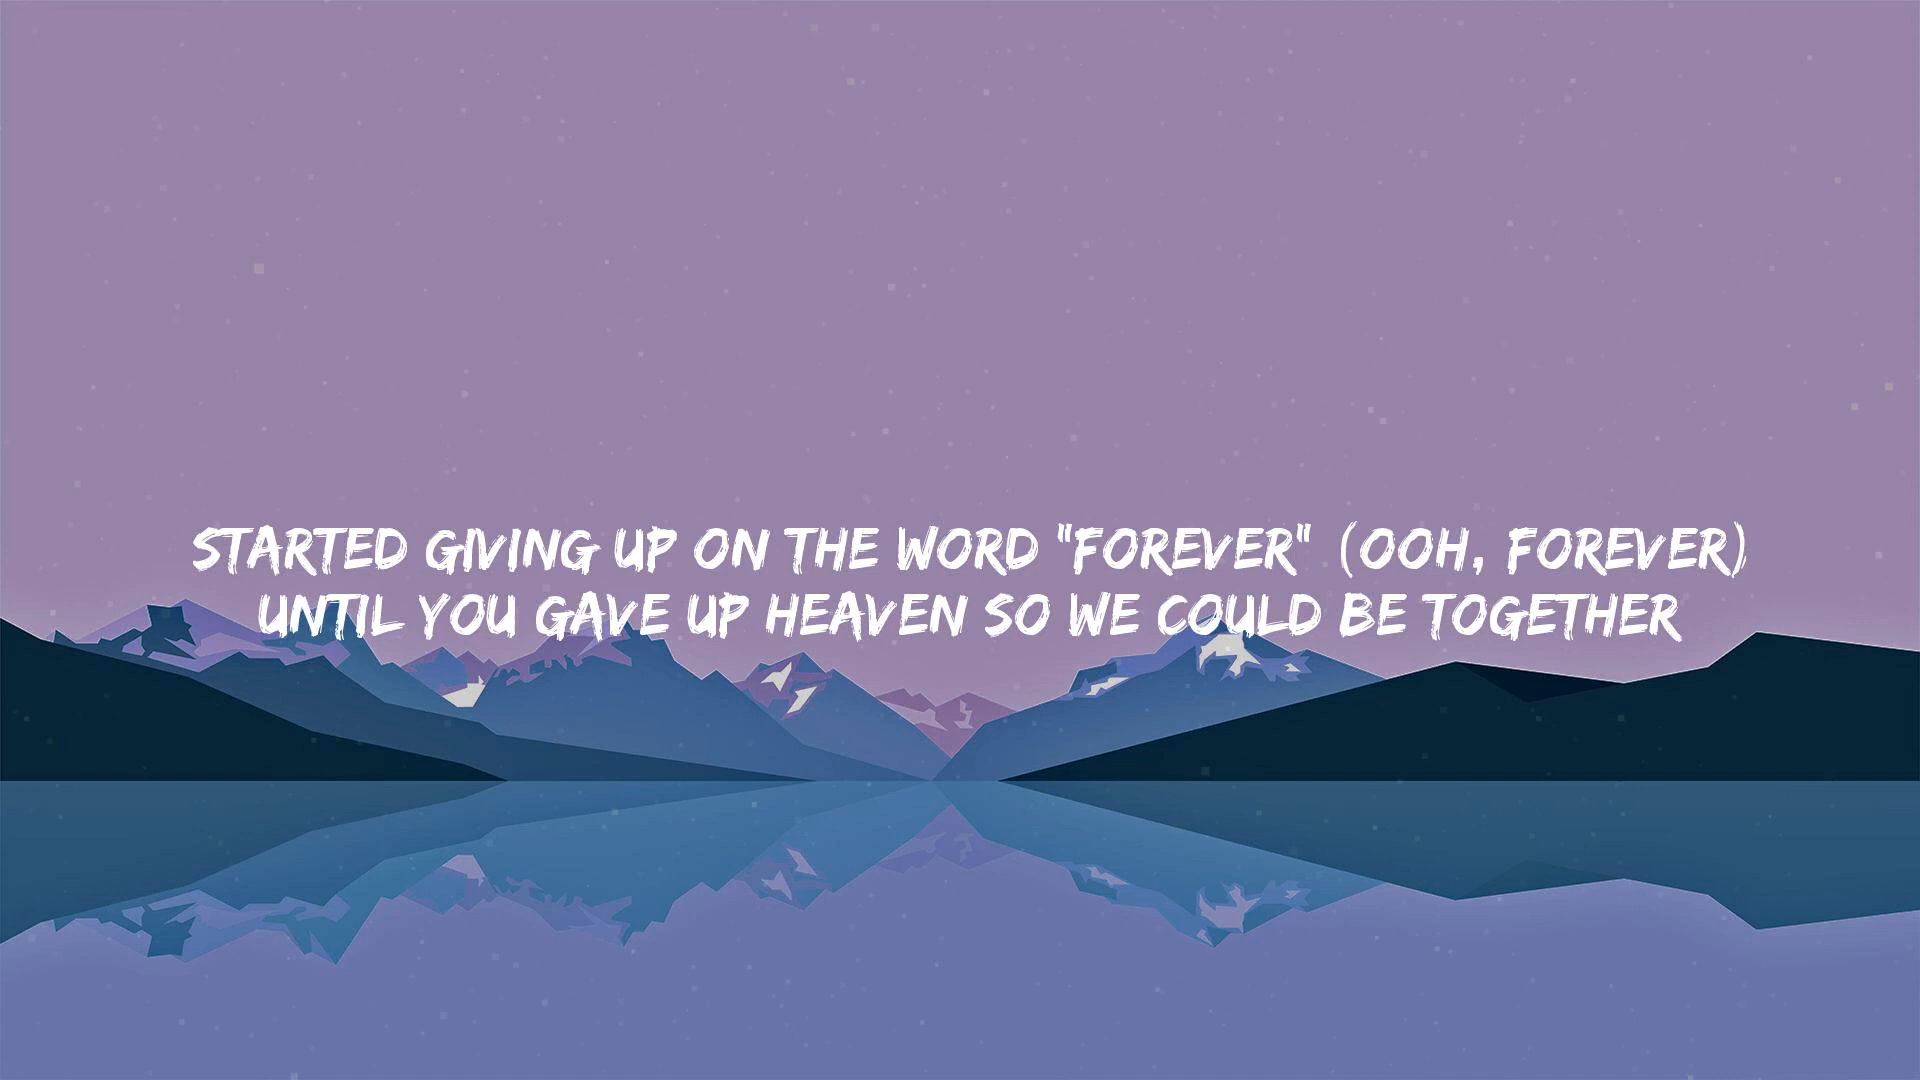 STARTED GIVING UP ON THE WORD "FOREVER" (OOH, FOREVER)
UNTIL YOU GAVE UP HEAVEN SO WE COULD BE TOGETHER